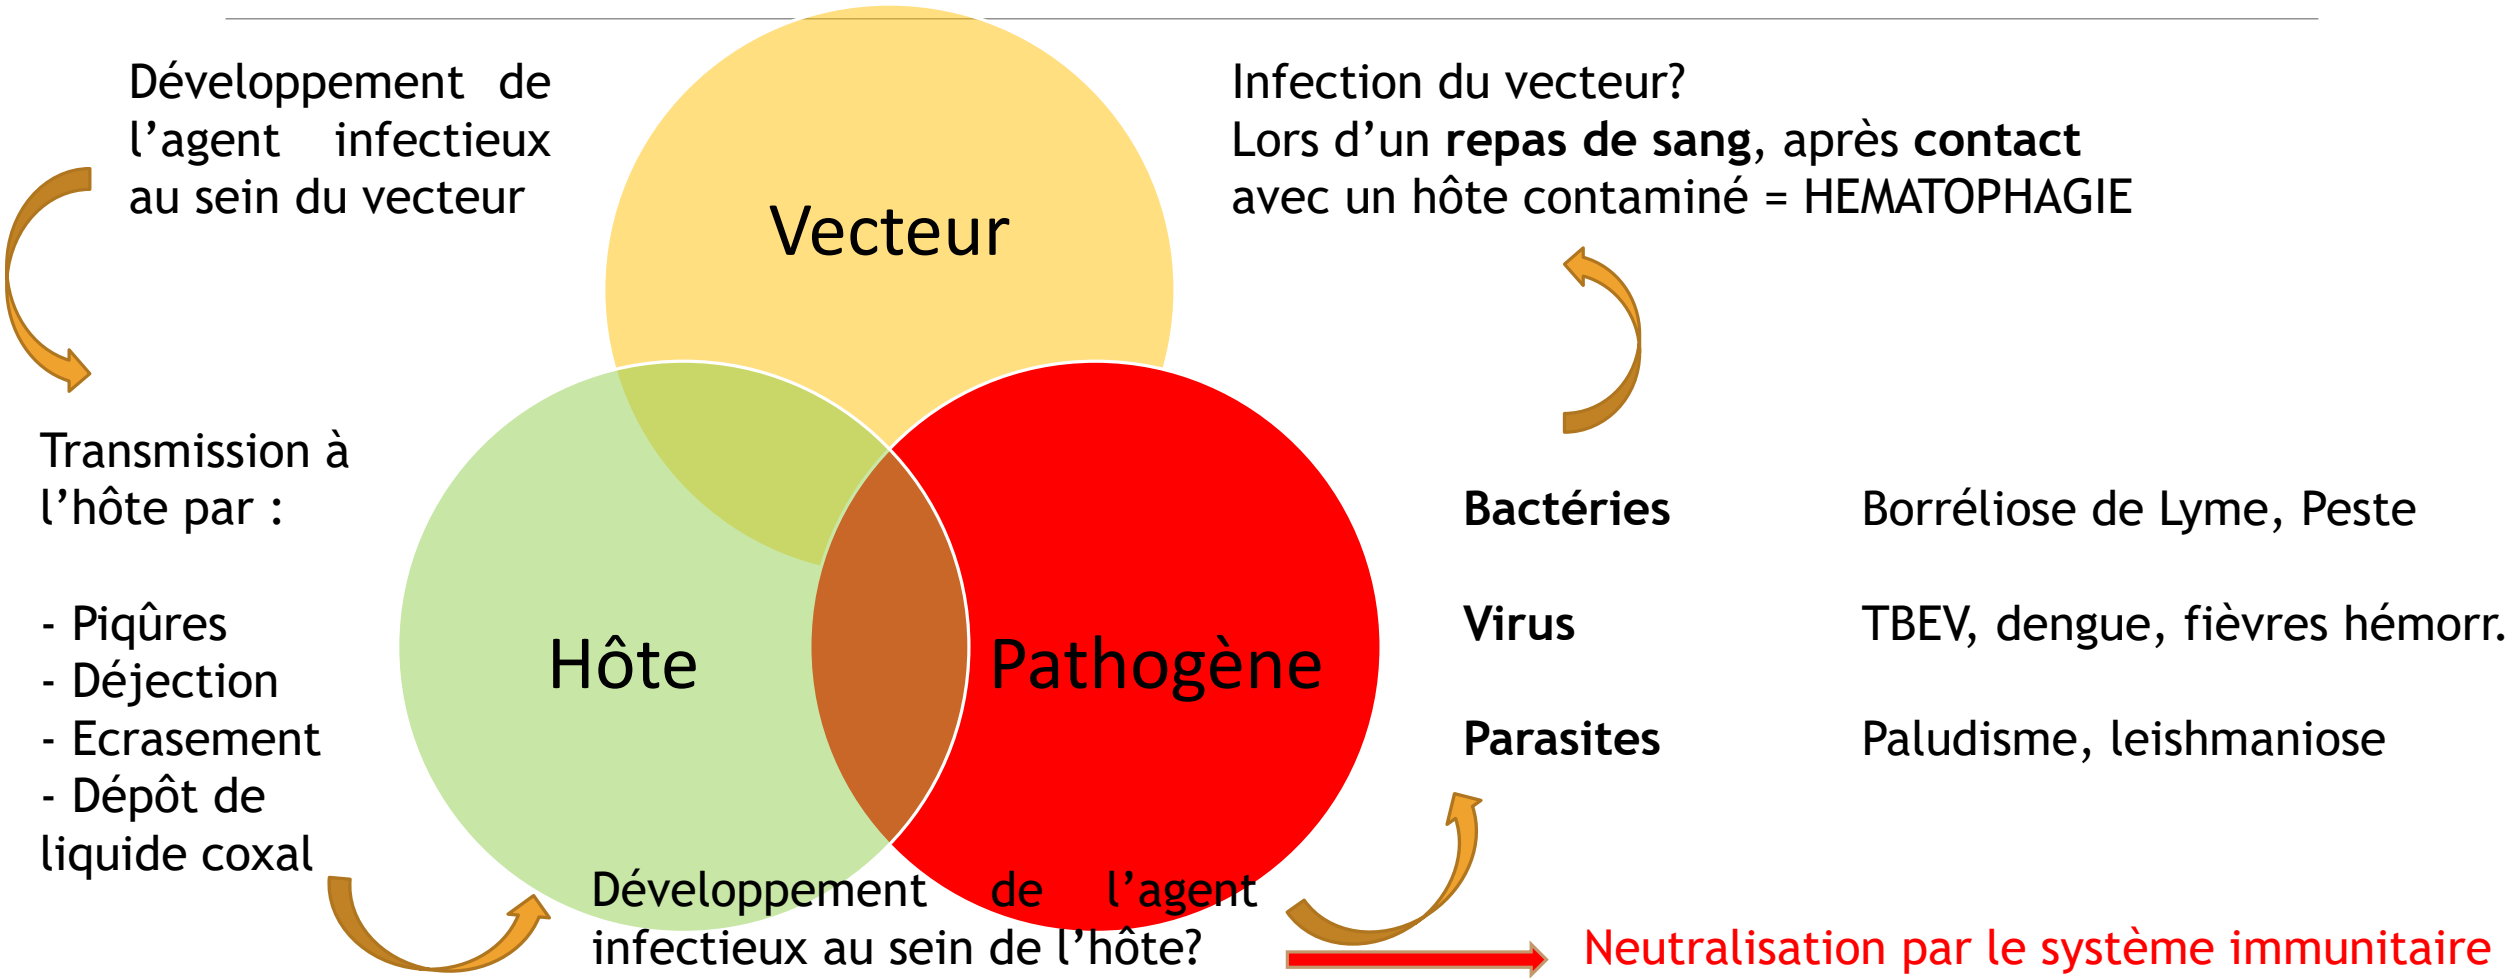 Développement de
l’agent infectieux
au sein du vecteur
Infection du vecteur?
Lors d’un repas de sang, après contact
avec un hôte contaminé = HEMATOPHAGIE
Vecteur
Transmission à
l’hôte par :
- Piqûres
- Déjection
- Ecrasement
- Dépôt de
liquide coxal
Hôte
Pathogène
Bactéries Borréliose de Lyme, Peste
Virus TBEV, dengue, fièvres hémorr.
Parasites Paludisme, leishmaniose
Développement de l’agent
infectieux au sein de l’hôte?
Neutralisation par le système immunitaire